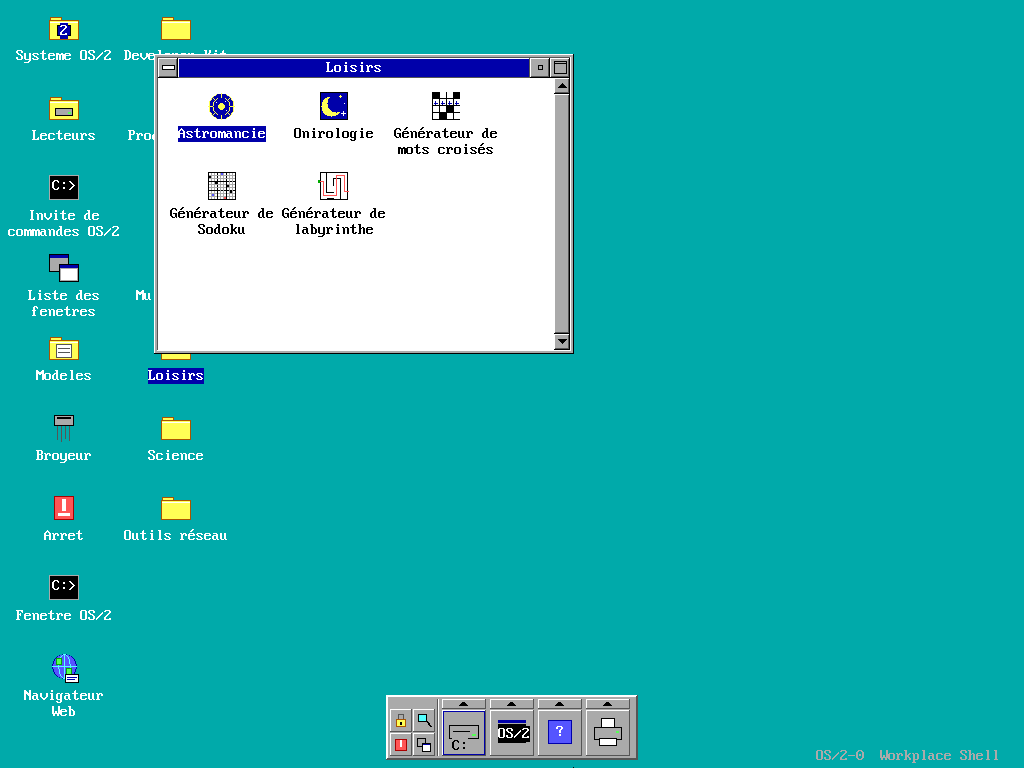 Systeme OS/2
Loisirs
Astromancie
Onirologie
Générateur de
mots croisés
Générateur de
Sodoku
Générateur de
labyrinthe
Lecteurs
C:>
Invite de
commandes OS/2
Liste des
fenetres
Modeles
Loisirs
Broyeur
Science
Arret
Outils réseau
C:>
Fenetre OS/2
Navigateur
Web
C:
OS/2
?
OS/2-0 Workplace Shell